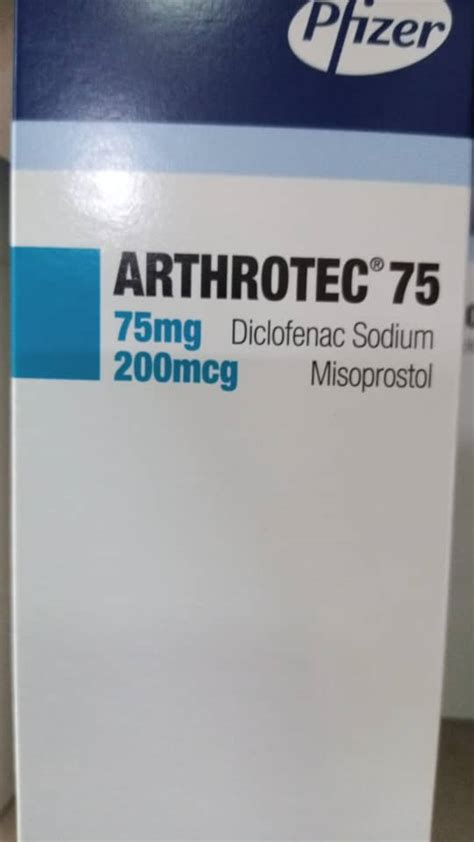 Pfizer
ARTHROTEC® 75
75mg Diclofenac Sodium
200mcg Misoprostol